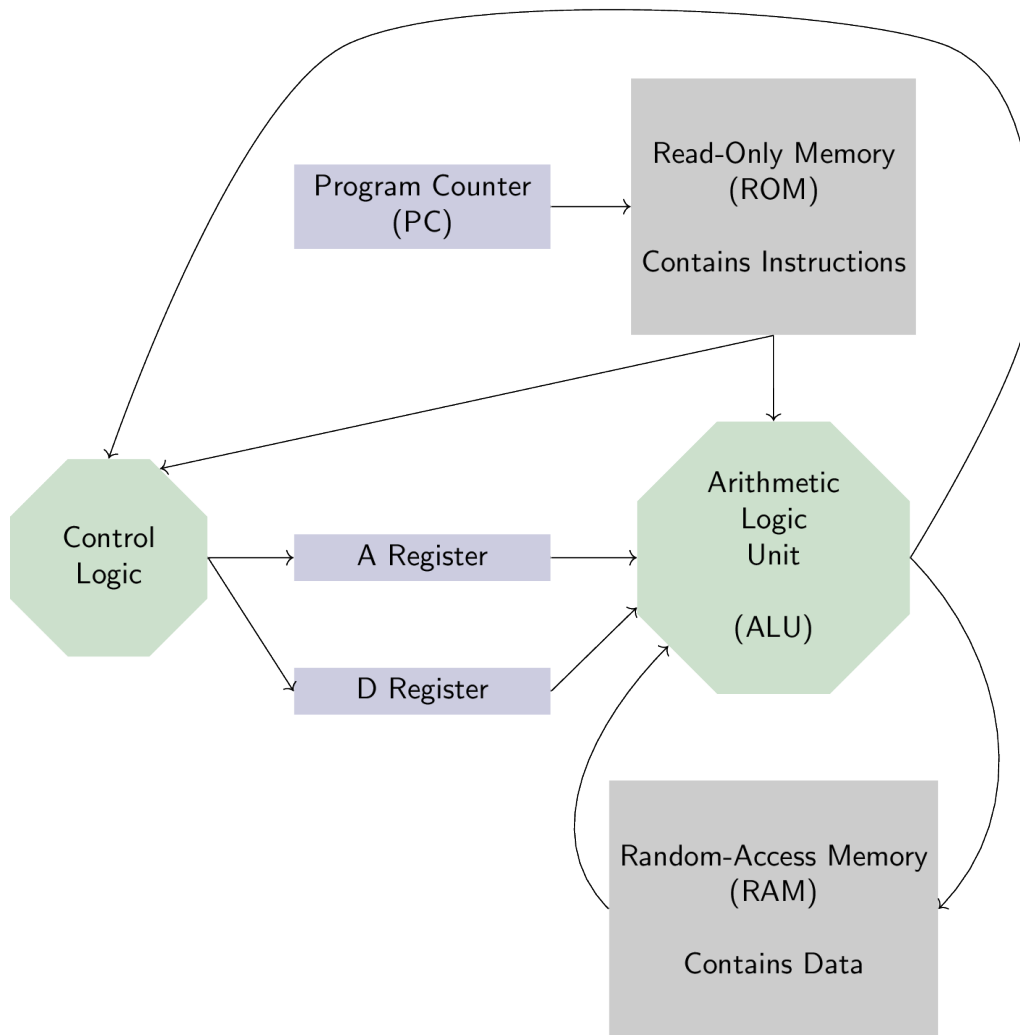 Read-Only Memory
(ROM)
Contains Instructions
Program Counter
(PC)
Control
Logic
A Register
D Register
Arithmetic
Logic
Unit
(ALU)
Random-Access Memory
(RAM)
Contains Data